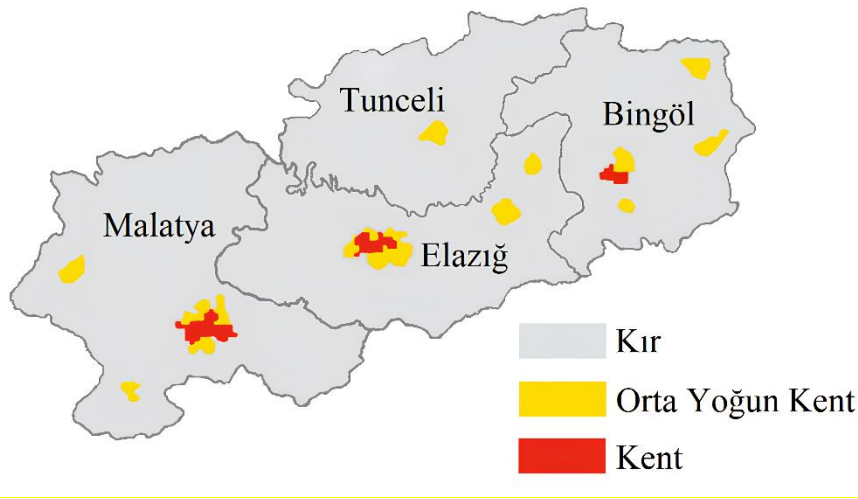 Tunceli
Bingöl
Malatya
Elazığ
Kır
Orta Yoğun Kent
Kent